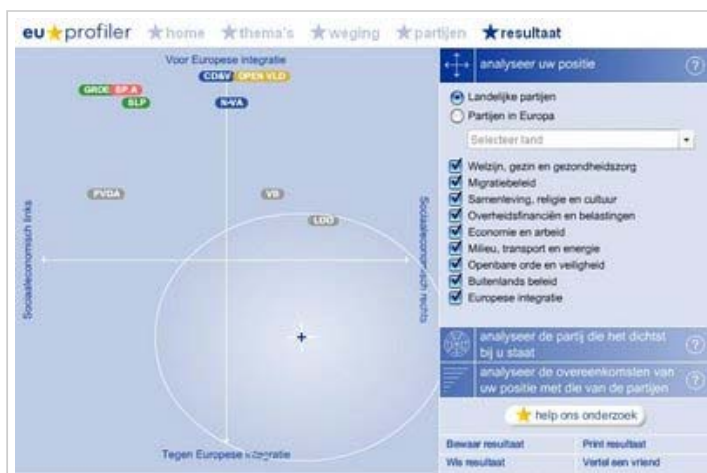 eu profiler home thema's weging partijen resultaat
Voor Europese integratie
CD&V OPEN VLD
SP.A
SLP N-VA
PVDA VB
LDD
Sociaaleconomisch links
Sociaaleconomisch rechts
Tegen Europese integratie
analyseer uw positie ?
Landelijke partijen
Partijen in Europa
Selecteer land
Welzijn, gezin en gezondheidszorg
Migratiebeleid
Samenleving, religie en cultuur
Overheidsfinanciën en belastingen
Economie en arbeid
Milieu, transport en energie
Openbare orde en veiligheid
Buitenlands beleid
Europese integratie
analyseer de partij die het dichtst
bij u staat ?
analyseer de overeenkomsten van
uw positie met die van de partijen ?
help ons onderzoek
Bewaar resultaat Print resultaat
Wis resultaat Vertel een vriend